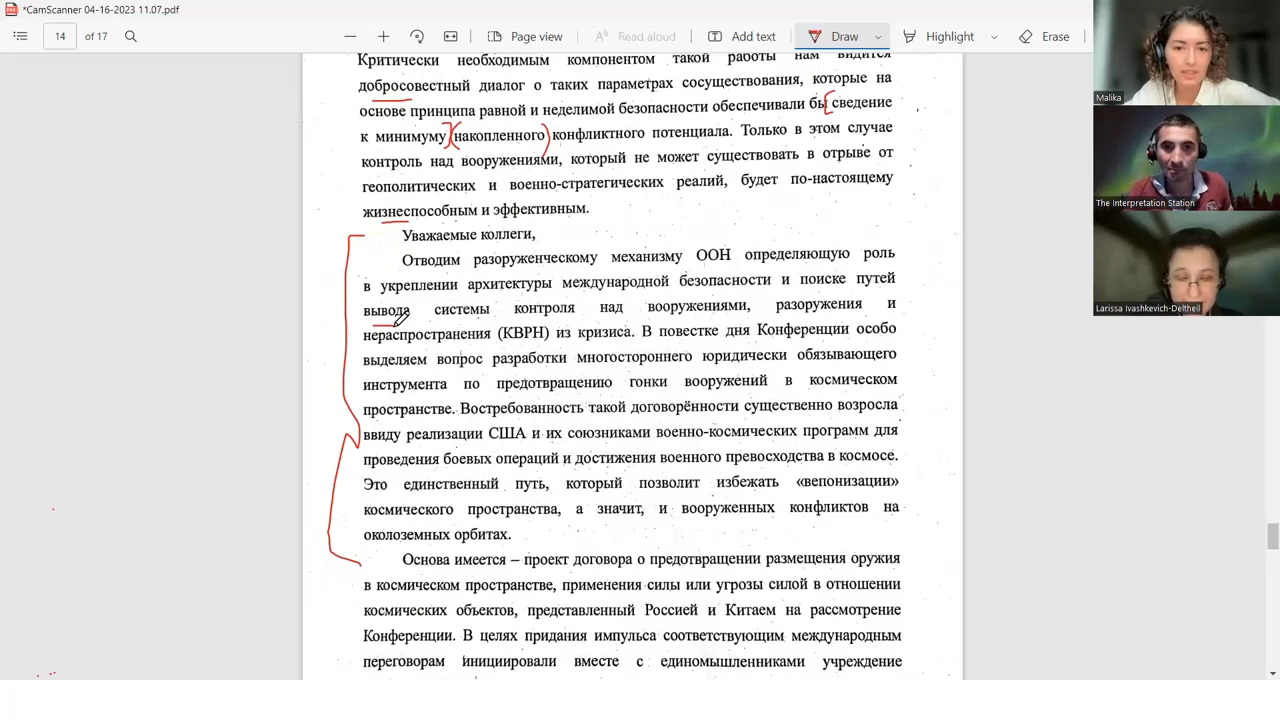 *CamScanner 04-16-2023 11.07.pdf
14 of 17 Page view Read aloud Add text Draw Highlight Erase
Критически необходимым компонентом такой работы нам видится
добросовестный диалог о таких параметрах сосуществования, которые на
основе принципа равной и неделимой безопасности обеспечивали бы сведение
к минимуму накопленного конфликтного потенциала. Только в этом случае
контроль над вооружениями, который не может существовать в отрыве от
геополитических и военно-стратегических реалий, будет по-настоящему
жизнеспособным и эффективным.
Уважаемые коллеги,
Отводим разоруженческому механизму ООН определяющую роль
в укреплении архитектуры международной безопасности и поиске путей
вывода системы контроля над вооружениями, разоружения и
нераспространения (КВРН) из кризиса. В повестке дня Конференции особо
выделяем вопрос разработки многостороннего юридически обязывающего
инструмента по предотвращению гонки вооружений в космическом
пространстве. Востребованность такой договорённости существенно возросла
ввиду реализации США и их союзниками военно-космических программ для
проведения боевых операций и достижения военного превосходства в космосе.
Это единственный путь, который позволит избежать «вепонизации»
космического пространства, а значит, и вооруженных конфликтов на
околоземных орбитах.
Основа имеется – проект договора о предотвращении размещения оружия
в космическом пространстве, применения силы или угрозы силой в отношении
космических объектов, представленный Россией и Китаем на рассмотрение
Конференции. В целях придания импульса соответствующим международным
переговорам инициировали вместе с единомышленниками учреждение
Malika
The Interpretation Station
Larissa Ivashkevich-Deltheil